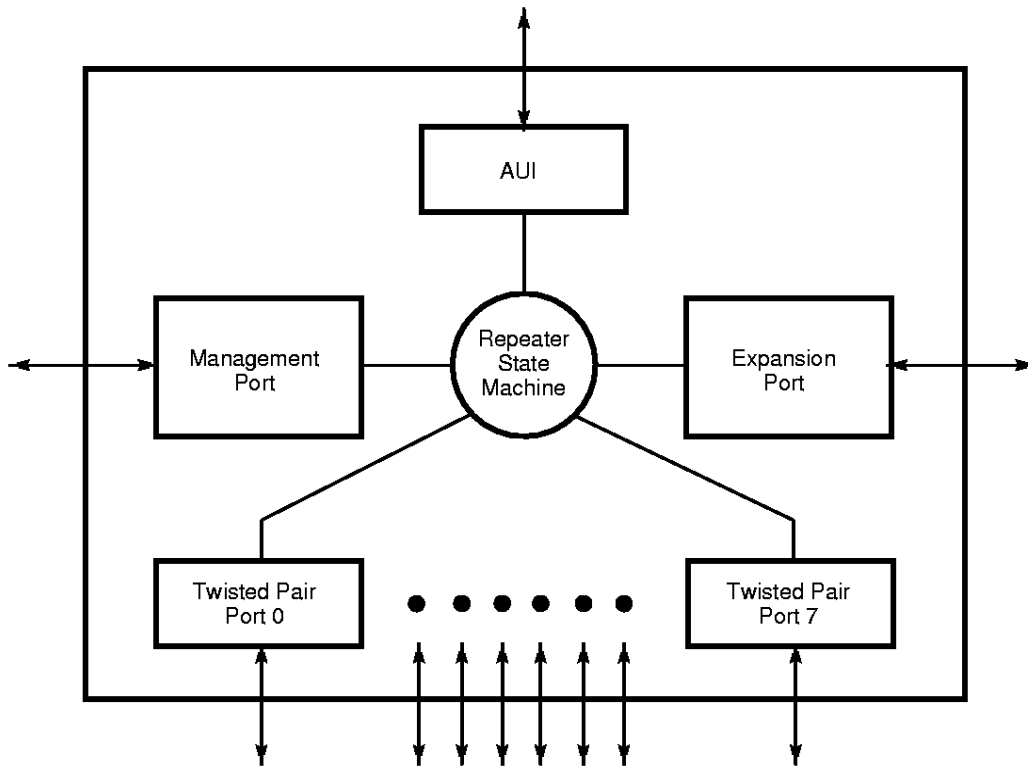 AUI
Management
Port
Repeater
State
Machine
Expansion
Port
Twisted Pair
Port 0
Twisted Pair
Port 7